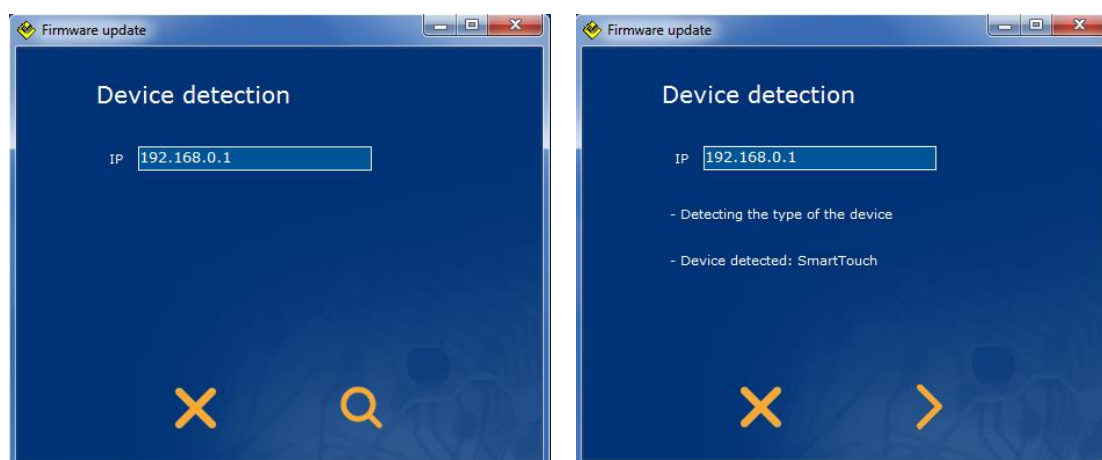 Firmware update
Device detection
IP 192.168.0.1
Firmware update
Device detection
IP 192.168.0.1
- Detecting the type of the device
- Device detected: SmartTouch